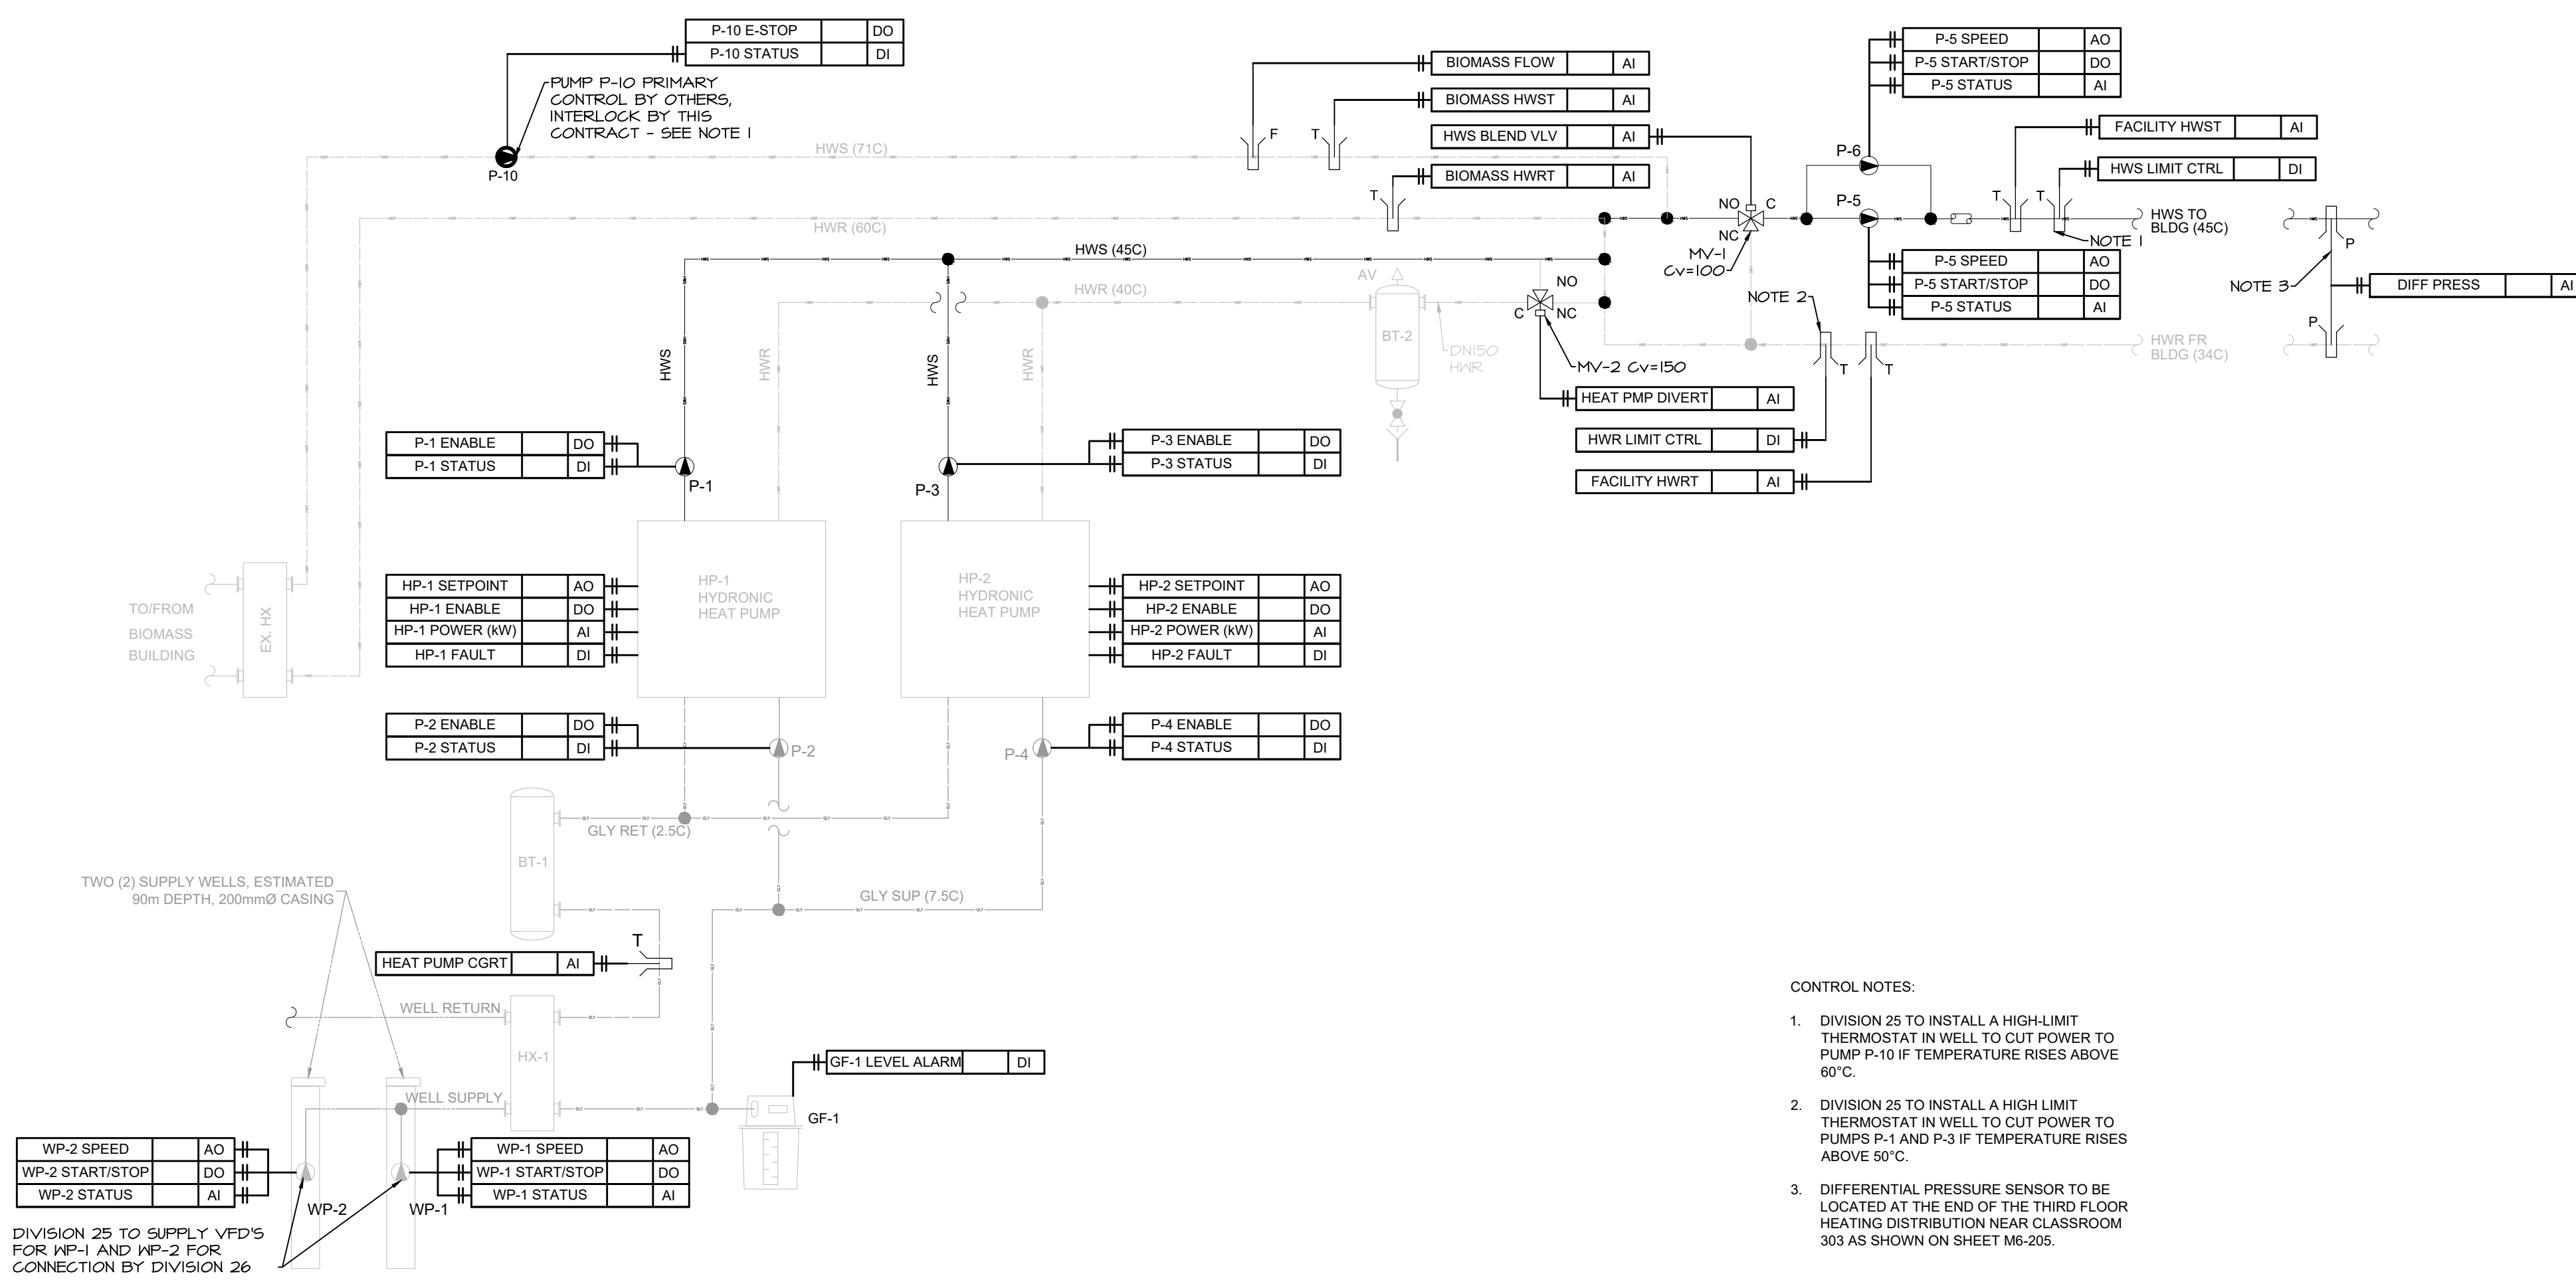 P-10 E-STOP DO
P-10 STATUS DI
PUMP P-10 PRIMARY
CONTROL BY OTHERS,
INTERLOCK BY THIS
CONTRACT - SEE NOTE 1
P-10
HWS (71C)
HWR (60C)
BIOMASS FLOW AI
BIOMASS HWST AI
HWS BLEND VLV AI
BIOMASS HWRT AI
F
T
T
P-5 SPEED AO
P-5 START/STOP DO
P-5 STATUS AI
P-6
P-5
FACILITY HWST AI
HWS LIMIT CTRL DI
T
T
NO
C
NC
MV-1
Cv=100
HWS TO
BLDG (45C)
NOTE 1
P-5 SPEED AO
P-5 START/STOP DO
P-5 STATUS AI
P
NOTE 3
DIFF PRESS AI
P
HWR FR
BLDG (34C)
HWS (45C)
HWR (40C)
AV
BT-2
DN150
HWR
NO
C
NC
MV-2 Cv=150
NOTE 2
T
T
HEAT PMP DIVERT AI
HWR LIMIT CTRL DI
FACILITY HWRT AI
HWS
HWR
HWS
HWR
P-1 ENABLE DO
P-1 STATUS DI
P-1
P-3 ENABLE DO
P-3 STATUS DI
P-3
HP-1
HYDRONIC
HEAT PUMP
HP-2
HYDRONIC
HEAT PUMP
HP-1 SETPOINT AO
HP-1 ENABLE DO
HP-1 POWER (kW) AI
HP-1 FAULT DI
HP-2 SETPOINT AO
HP-2 ENABLE DO
HP-2 POWER (kW) AI
HP-2 FAULT DI
TO/FROM
BIOMASS
BUILDING
EX. HX
P-2 ENABLE DO
P-2 STATUS DI
P-2
P-4 ENABLE DO
P-4 STATUS DI
P-4
GLY RET (2.5C)
BT-1
GLY SUP (7.5C)
TWO (2) SUPPLY WELLS, ESTIMATED
90m DEPTH, 200mmØ CASING
T
HEAT PUMP CGRT AI
WELL RETURN
HX-1
WELL SUPPLY
GF-1 LEVEL ALARM DI
GF-1
WP-2 SPEED AO
WP-2 START/STOP DO
WP-2 STATUS AI
WP-1 SPEED AO
WP-1 START/STOP DO
WP-1 STATUS AI
WP-2
WP-1
DIVISION 25 TO SUPPLY VFD'S
FOR WP-1 AND WP-2 FOR
CONNECTION BY DIVISION 26
CONTROL NOTES:
1. DIVISION 25 TO INSTALL A HIGH-LIMIT
THERMOSTAT IN WELL TO CUT POWER TO
PUMP P-10 IF TEMPERATURE RISES ABOVE
60°C.
2. DIVISION 25 TO INSTALL A HIGH LIMIT
THERMOSTAT IN WELL TO CUT POWER TO
PUMPS P-1 AND P-3 IF TEMPERATURE RISES
ABOVE 50°C.
3. DIFFERENTIAL PRESSURE SENSOR TO BE
LOCATED AT THE END OF THE THIRD FLOOR
HEATING DISTRIBUTION NEAR CLASSROOM
303 AS SHOWN ON SHEET M6-205.